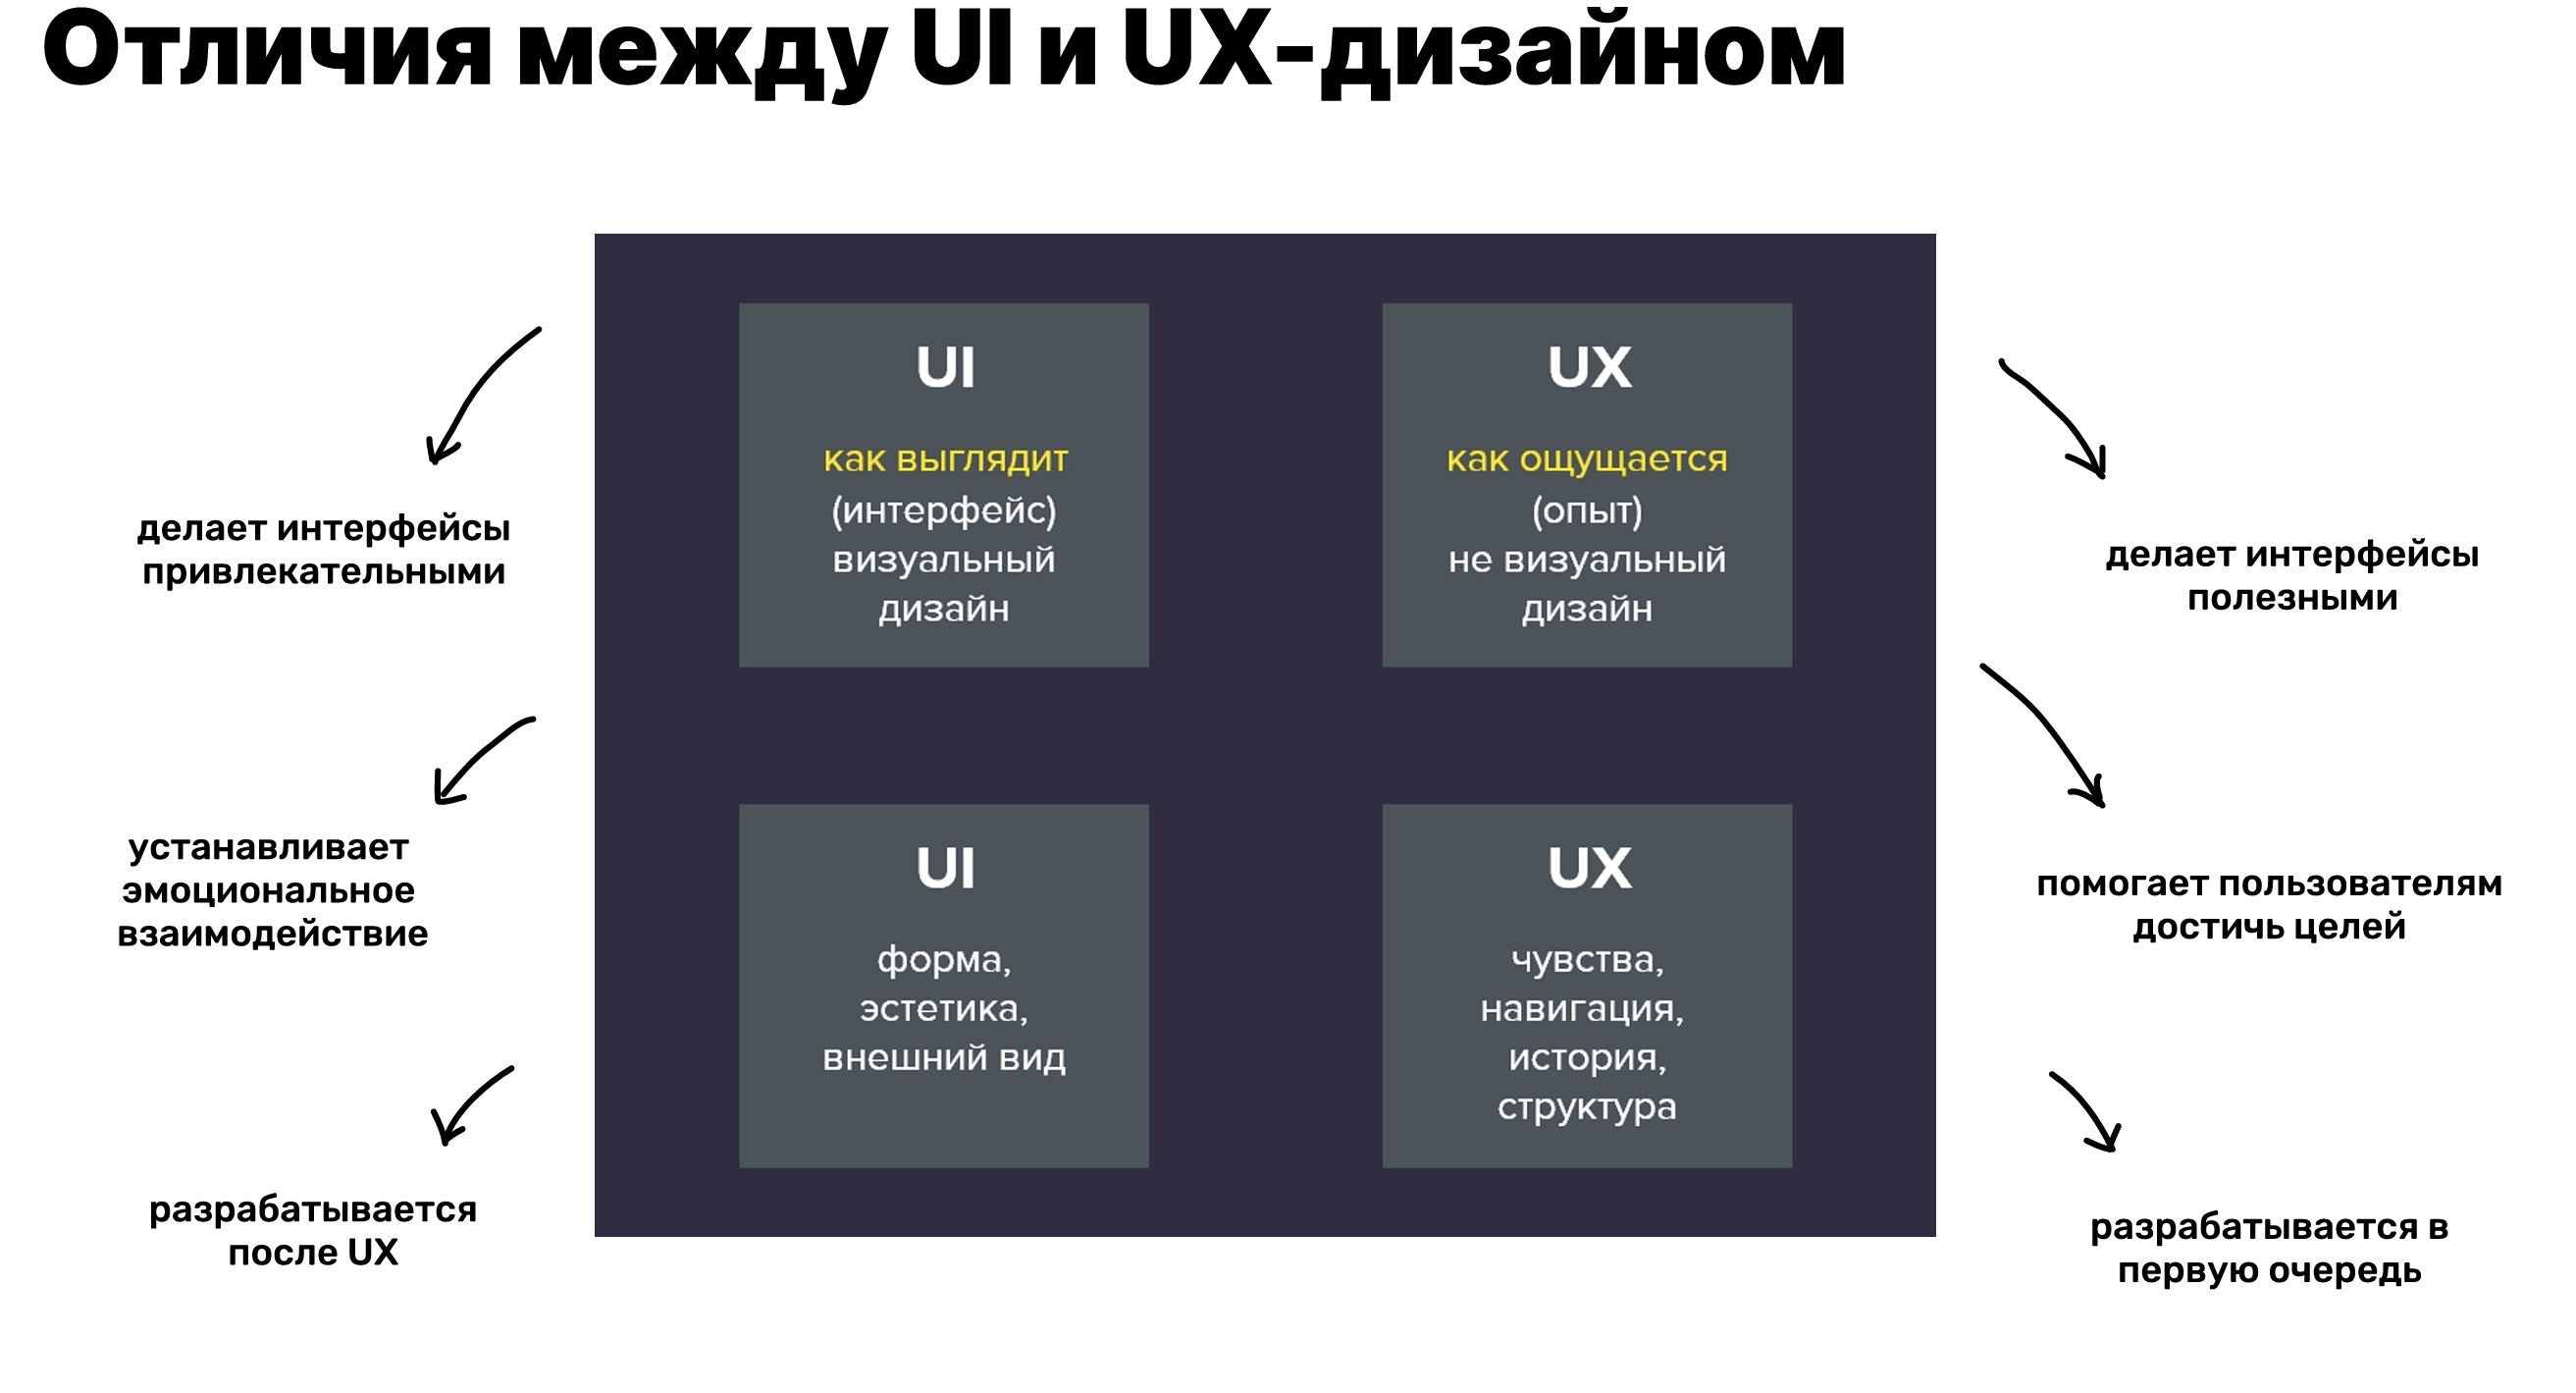 Отличия между UI и UX-дизайном
делает интерфейсы
привлекательными
устанавливает
эмоциональное
взаимодействие
разрабатывается
после UX
UI
как выглядит
(интерфейс)
визуальный
дизайн
UX
как ощущается
(опыт)
не визуальный
дизайн
UI
форма,
эстетика,
внешний вид
UX
чувства,
навигация,
история,
структура
делает интерфейсы
полезными
помогает пользователям
достичь целей
разрабатывается в
первую очередь